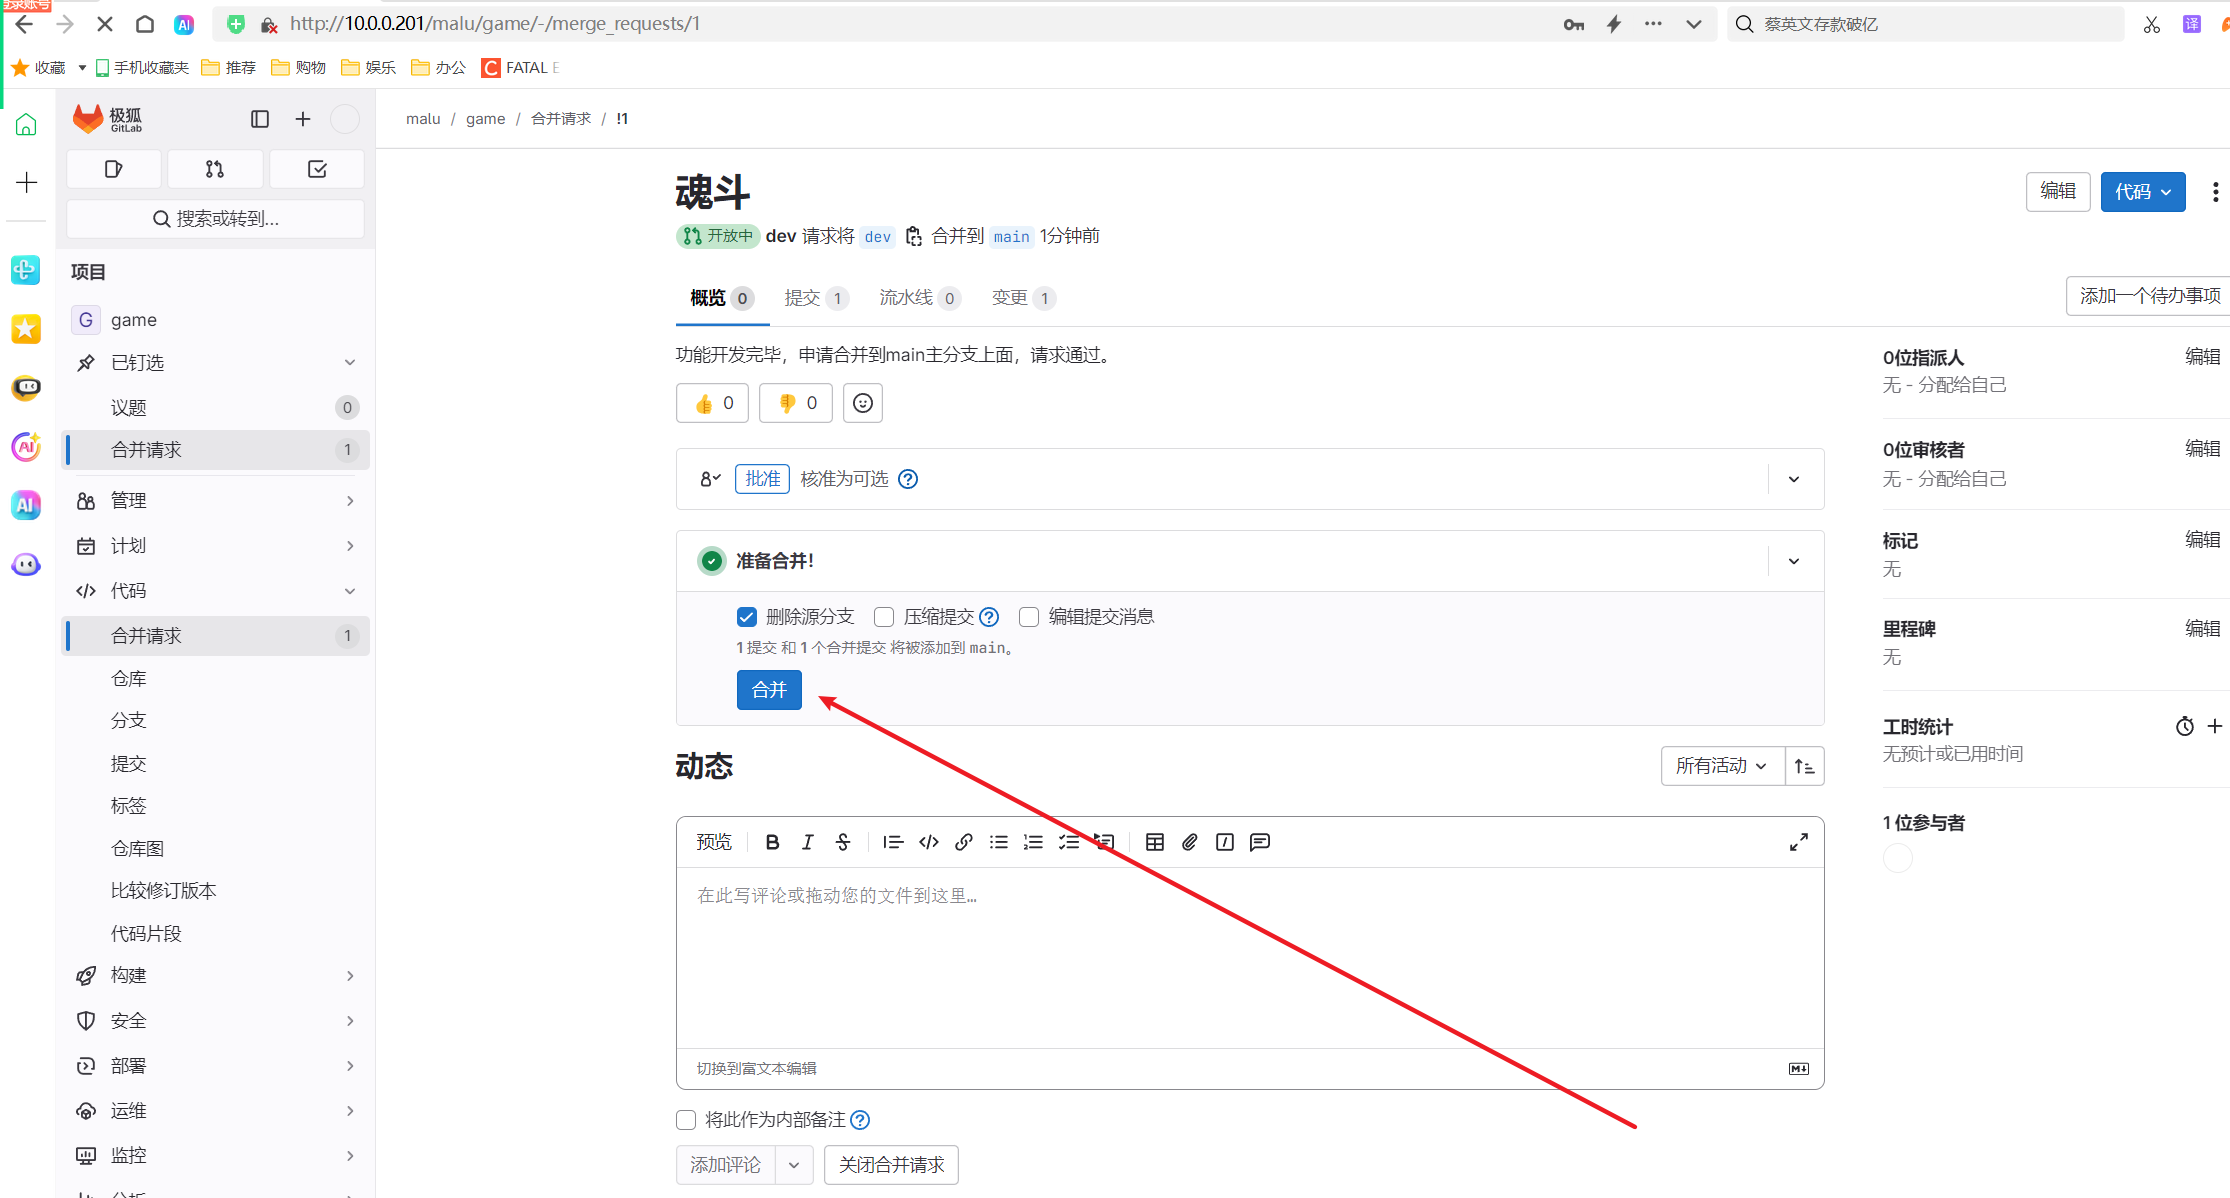 登录账号
http://10.0.0.201/malu/game/-/merge_requests/1
蔡英文存款破亿
译
收藏 手机收藏夹 推荐 购物 娱乐 办公 FATAL E
极狐
GitLab
malu / game / 合并请求 / !1
搜索或转到...
魂斗
编辑
代码
开放中 dev 请求将 dev 合并到 main 1分钟前
项目
G game
概览 0 提交 1 流水线 0 变更 1
添加一个待办事项
已钉选
功能开发完毕，申请合并到main主分支上面，请求通过。
0位指派人 编辑
无 - 分配给自己
议题 0
👍 0 👎 0
合并请求 1
0位审核者 编辑
无 - 分配给自己
批准 核准为可选
管理
计划
准备合并！
标记 编辑
无
代码
删除源分支 压缩提交 编辑提交消息
合并请求 1
1 提交 和 1 个合并提交 将被添加到 main。
里程碑 编辑
无
仓库
合并
分支
工时统计
无预计或已用时间
提交
动态
所有活动
标签
1 位参与者
仓库图
预览
比较修订版本
在此写评论或拖动您的文件到这里...
代码片段
构建
安全
部署
切换到富文本编辑
运维
将此作为内部备注
监控
添加评论
关闭合并请求
分析